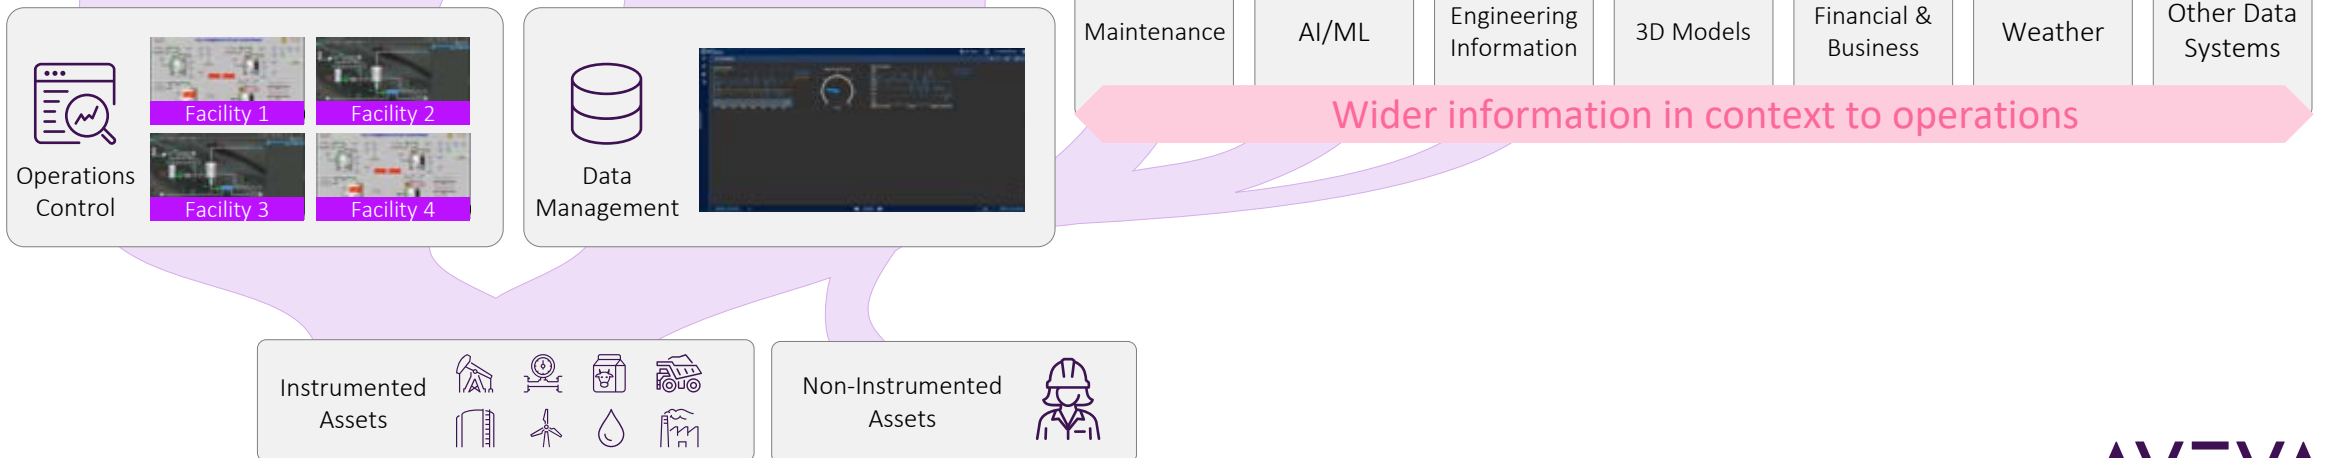 Maintenance
AI/ML
Engineering
Information
3D Models
Financial &
Business
Weather
Other Data
Systems
Wider information in context to operations
Operations
Control
Facility 1
Facility 2
Facility 3
Facility 4
Data
Management
Instrumented
Assets
Non-Instrumented
Assets
AVEVA